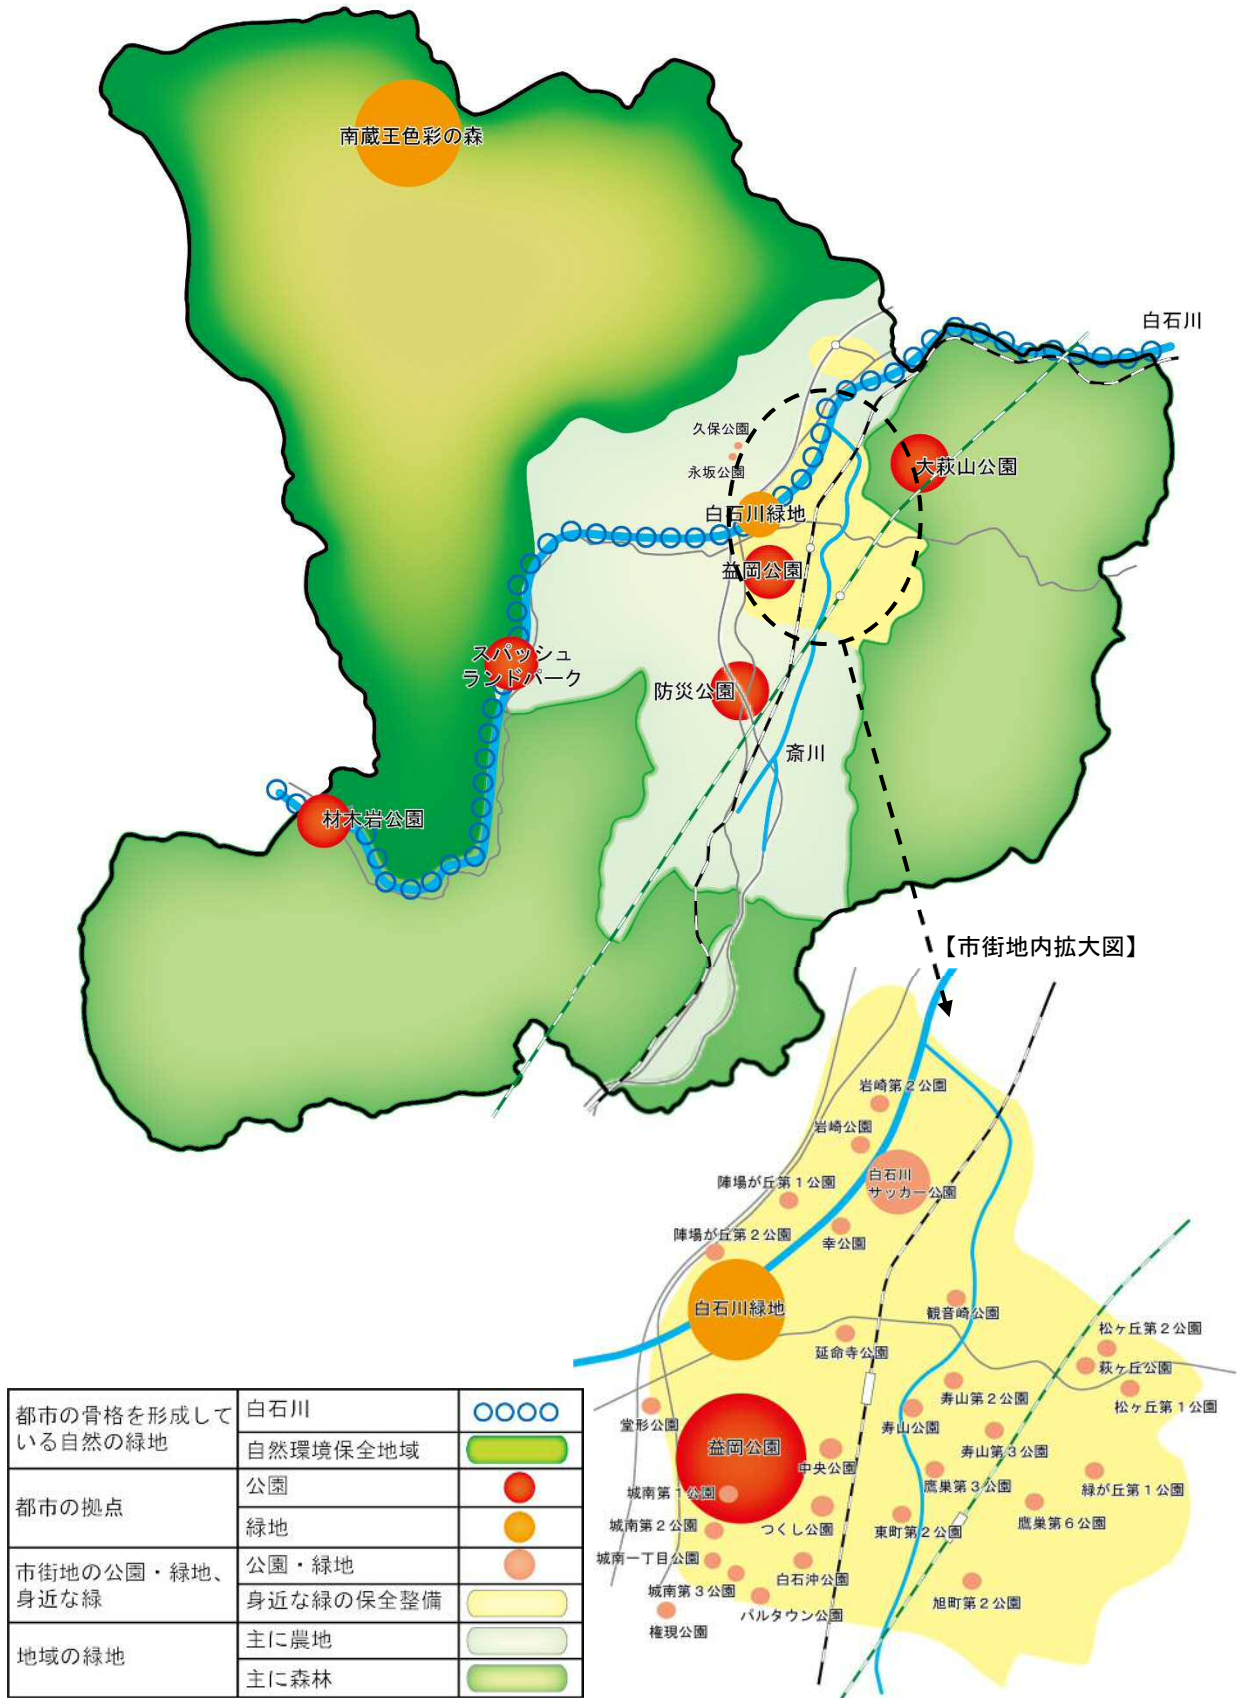 南蔵王色彩の森
白石川
久保公園
永坂公園
大萩山公園
白石川緑地
益岡公園
スパッシュ
ランドパーク
防災公園
斎川
材木岩公園
【市街地内拡大図】
岩崎第２公園
岩崎公園
白石川
サッカー公園
陣場が丘第１公園
陣場が丘第２公園
幸公園
白石川緑地
観音崎公園
延命寺公園
松ヶ丘第２公園
萩ヶ丘公園
松ヶ丘第１公園
寿山第２公園
堂形公園
寿山公園
益岡公園
寿山第３公園
中央公園
鷹巣第３公園
緑が丘第１公園
城南第１公園
鷹巣第６公園
城南第２公園
つくし公園
東町第２公園
城南一丁目公園
白石沖公園
城南第３公園
パルタウン公園
旭町第２公園
権現公園
都市の骨格を形成して
いる自然の緑地
白石川
自然環境保全地域
都市の拠点
公園
緑地
市街地の公園・緑地、
身近な緑
公園・緑地
身近な緑の保全整備
地域の緑地
主に農地
主に森林